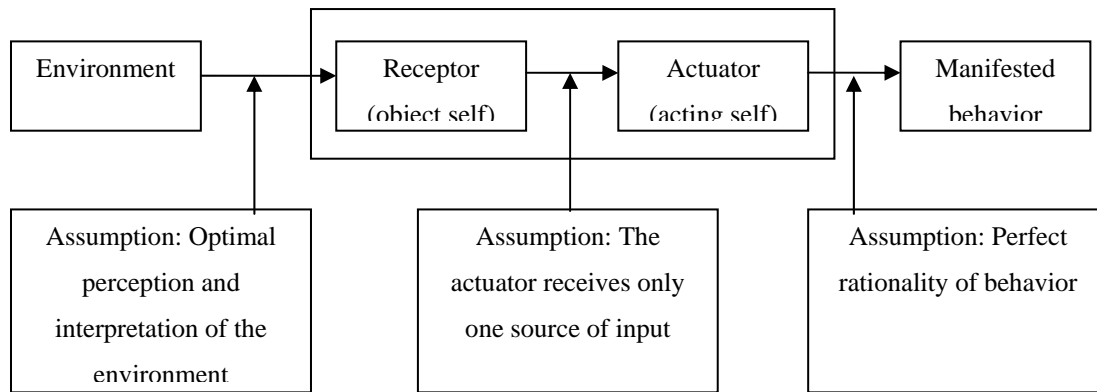 Environment
Receptor
(object self)
Actuator
(acting self)
Manifested
behavior
Assumption: Optimal
perception and
interpretation of the
environment
Assumption: The
actuator receives only
one source of input
Assumption: Perfect
rationality of behavior